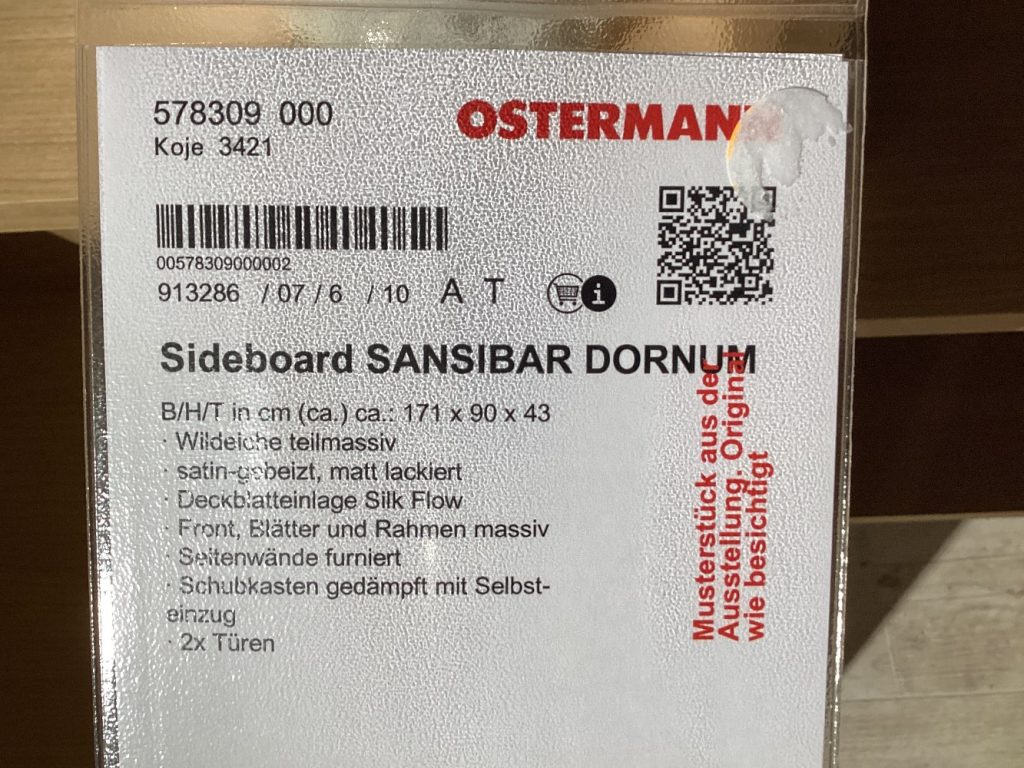 578309 000
Koje 3421
OSTERMANN
00578309000002
913286 / 07 / 6 / 10 A T
i
Sideboard SANSIBAR DORNUM
B/H/T in cm (ca.) ca.: 171 x 90 x 43
· Wildeiche teilmassiv
· satin-gebeizt, matt lackiert
· Deckblatteinlage Silk Flow
· Front, Blätter und Rahmen massiv
· Seitenwände furniert
· Schubkasten gedämpft mit Selbst-
einzug
· 2x Türen
Musterstück aus der
Ausstellung. Original
wie besichtigt